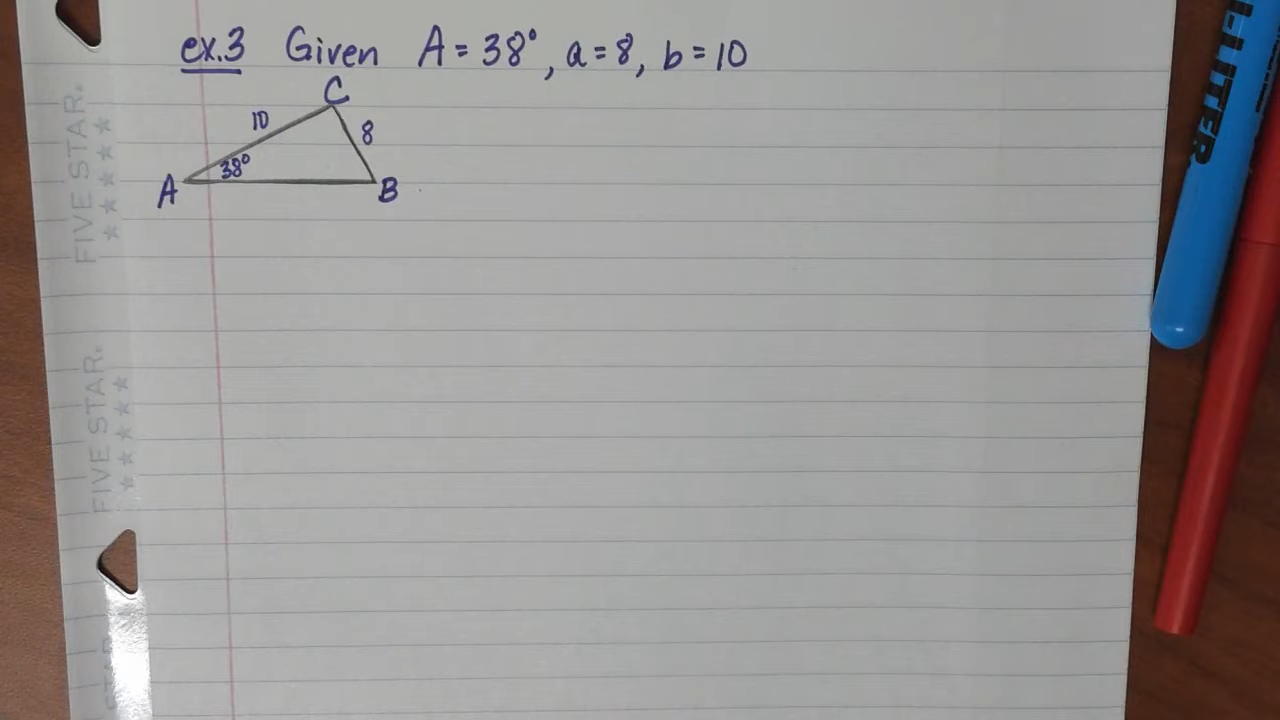 ex.3 Given A = 38°, a = 8, b = 10
C
10
8
38°
A
B
FIVE STAR.
FIVE STAR.